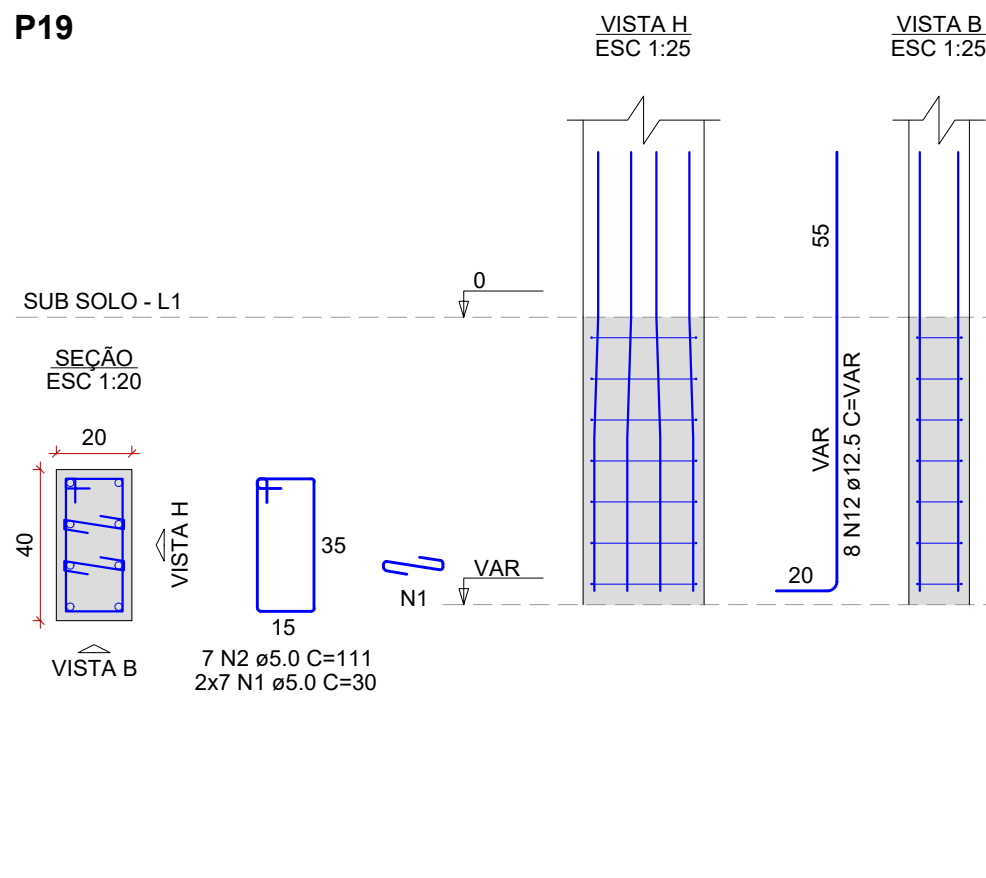 P19
VISTA H
ESC 1:25
VISTA B
ESC 1:25
55
0
SUB SOLO - L1
SEÇÃO
ESC 1:20
20
40
VISTA H
VISTA B
35
15
7 N2 ø5.0 C=111
2x7 N1 ø5.0 C=30
N1
VAR
VAR
8 N12 ø12.5 C=VAR
20